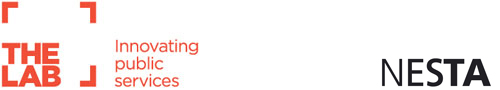 THE
LAB
Innovating
public
services
NESTA